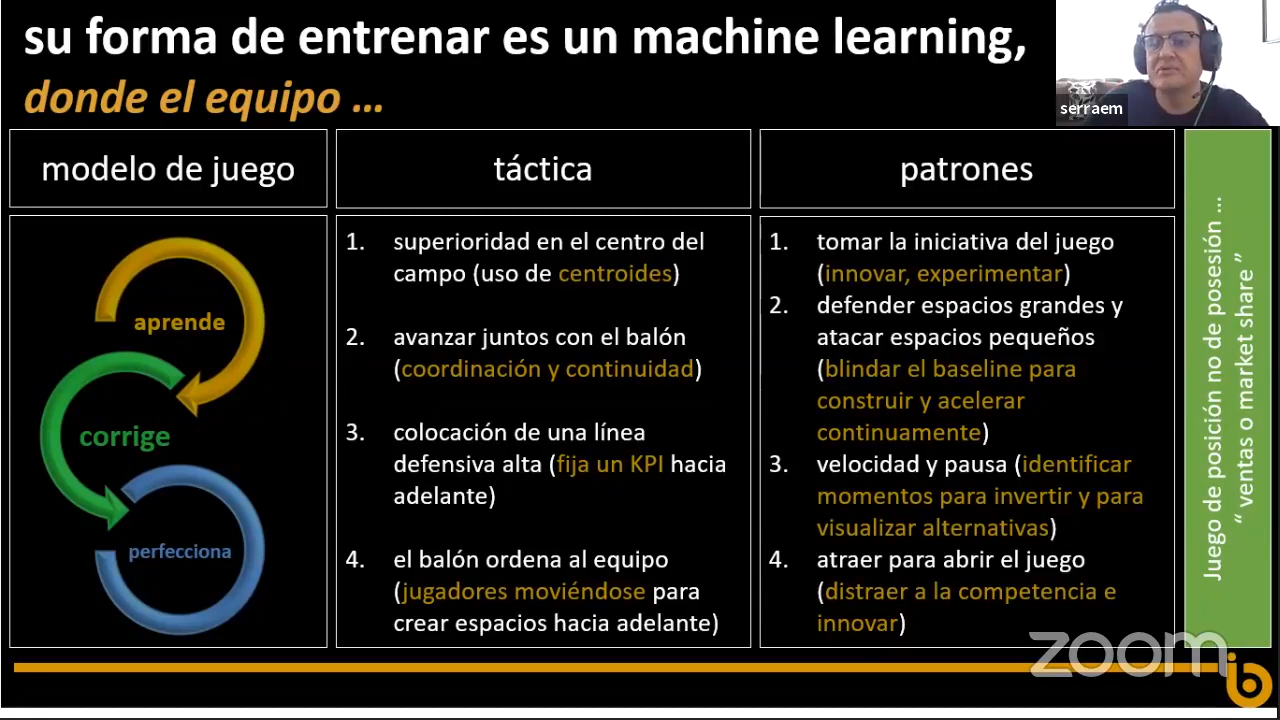 su forma de entrenar es un machine learning,
donde el equipo ...
serraem
modelo de juego
aprende
corrige
perfecciona
táctica
1. superioridad en el centro del
campo (uso de centroides)
2. avanzar juntos con el balón
(coordinación y continuidad)
3. colocación de una línea
defensiva alta (fija un KPI hacia
adelante)
4. el balón ordena al equipo
(jugadores moviéndose para
crear espacios hacia adelante)
patrones
1. tomar la iniciativa del juego
(innovar, experimentar)
2. defender espacios grandes y
atacar espacios pequeños
(blindar el baseline para
construir y acelerar
continuamente)
3. velocidad y pausa (identificar
momentos para invertir y para
visualizar alternativas)
4. atraer para abrir el juego
(distraer a la competencia e
innovar)
Juego de posición no de posesión ...
“ ventas o market share ”
zoom
ib